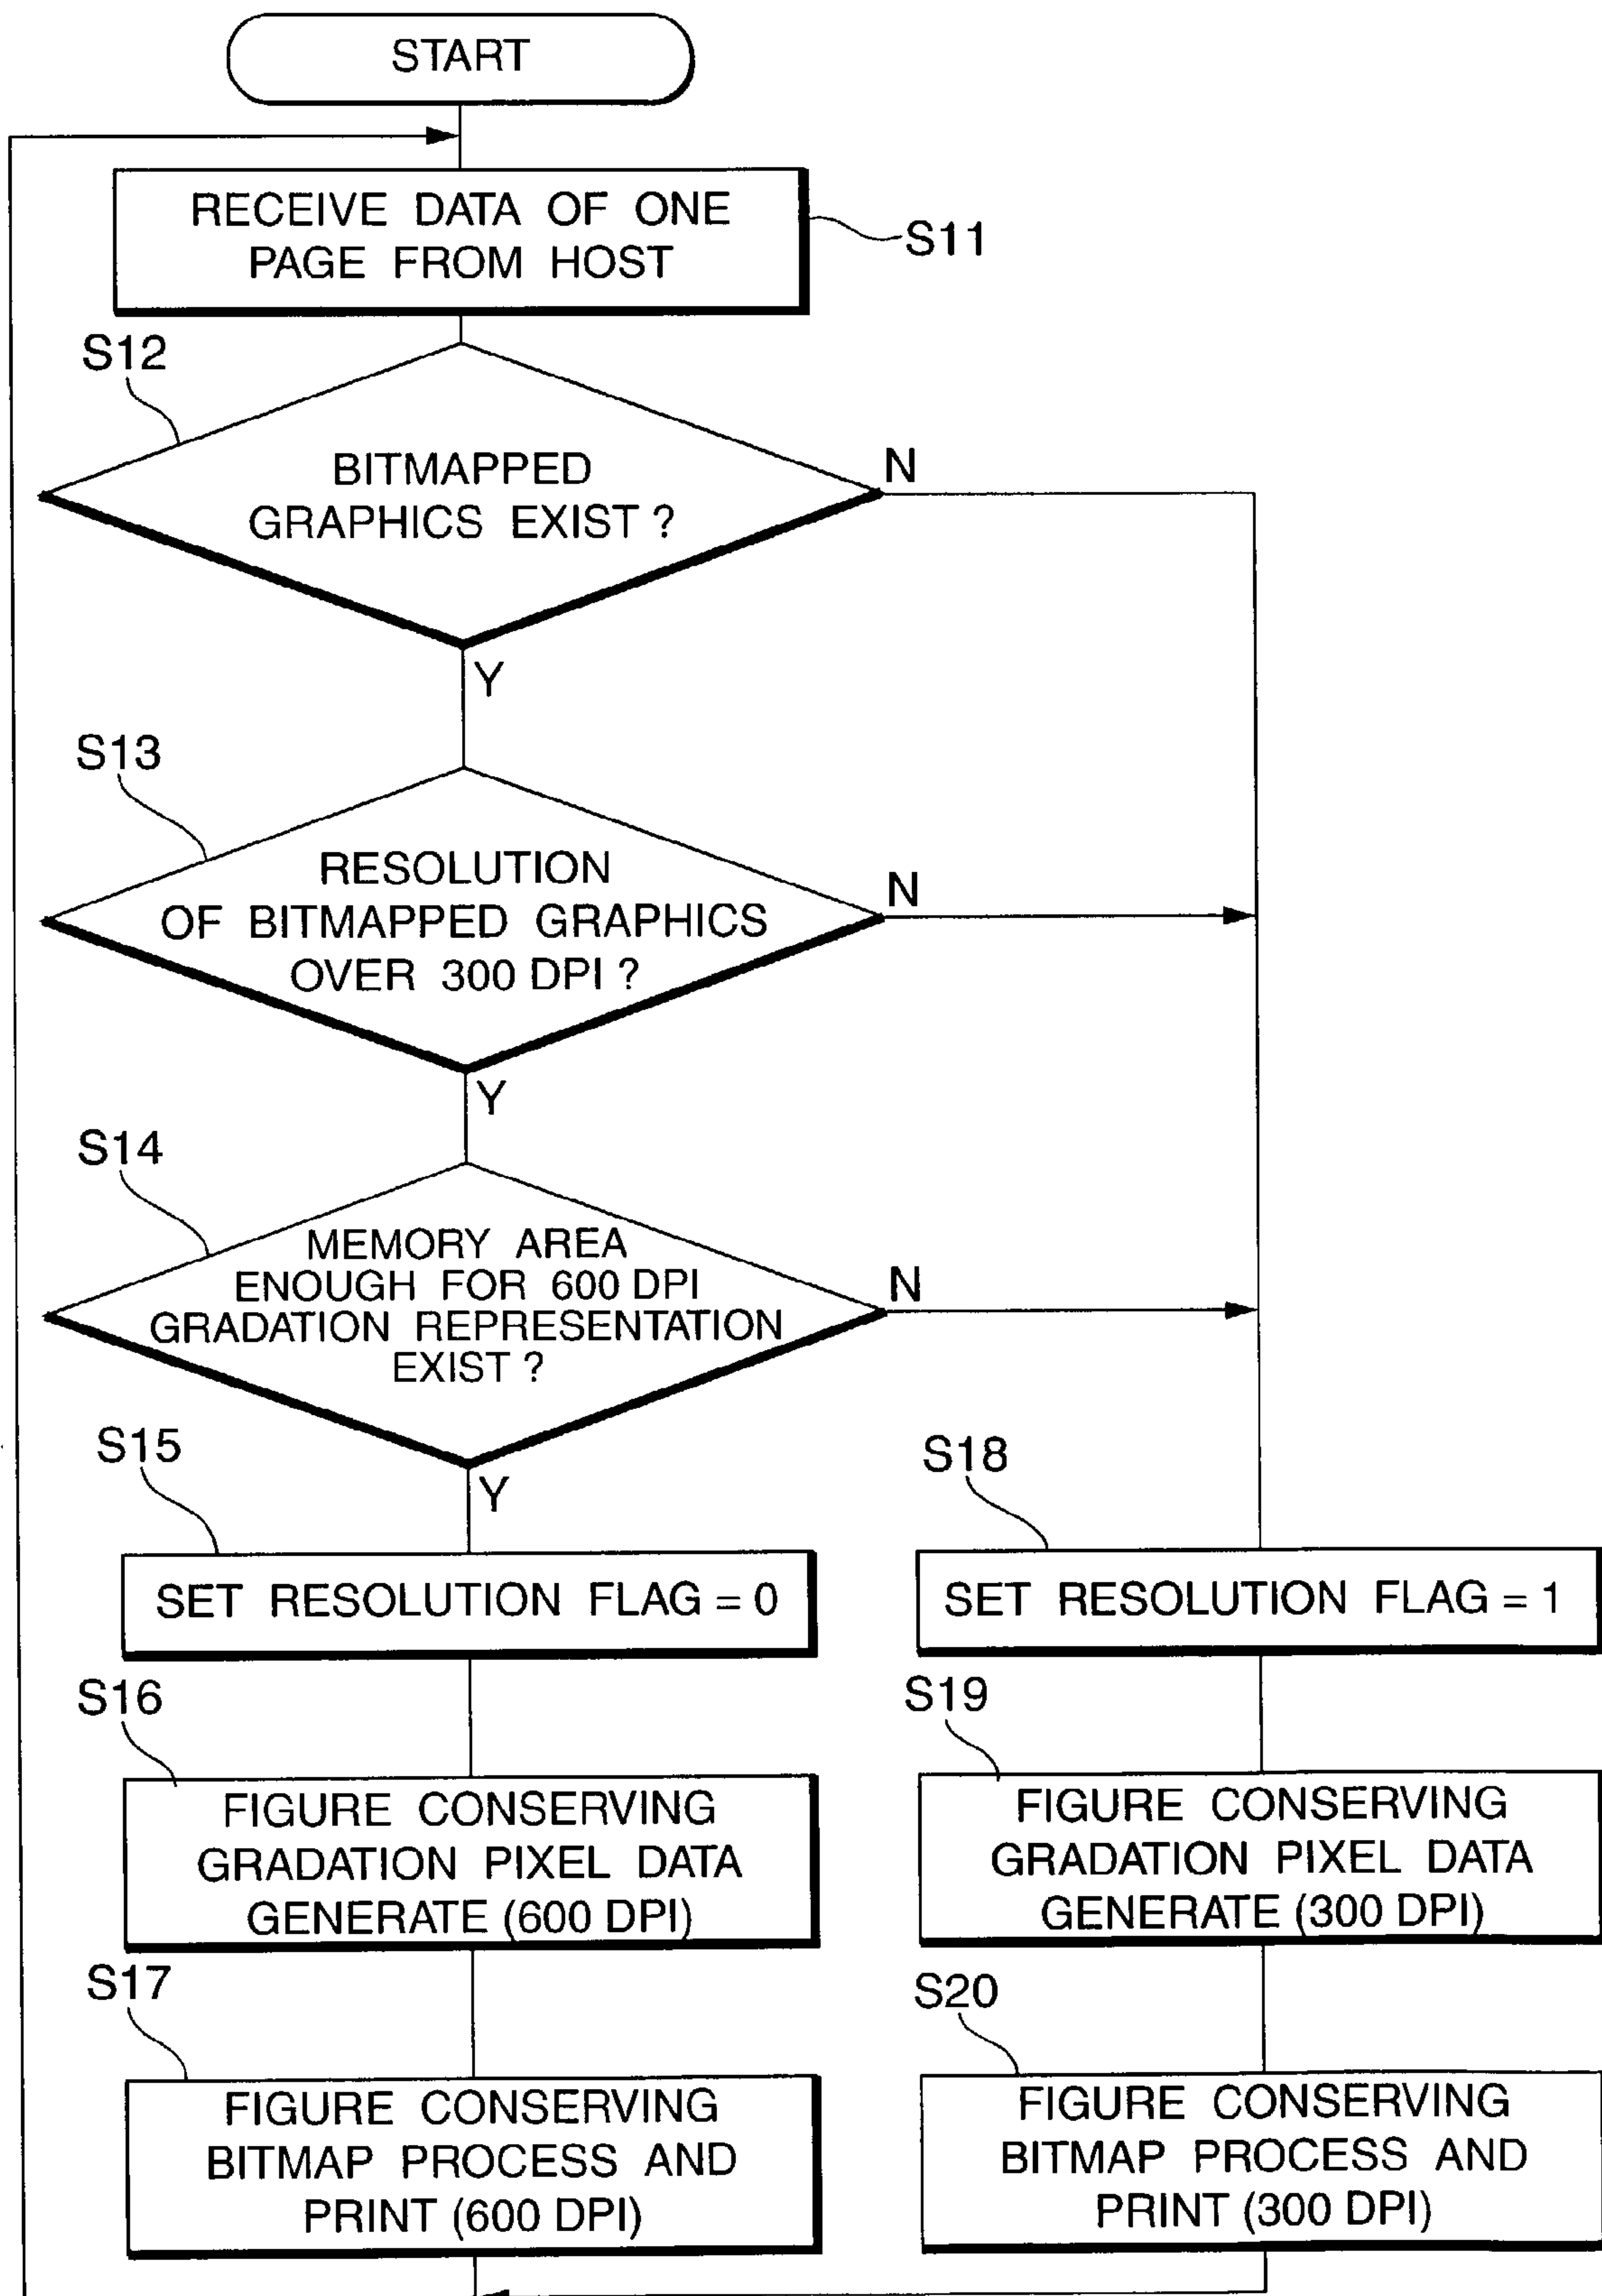 START
RECEIVE DATA OF ONE
PAGE FROM HOST
S11
S12
BITMAPPED
GRAPHICS EXIST ?
N
Y
S13
RESOLUTION
OF BITMAPPED GRAPHICS
OVER 300 DPI ?
N
Y
S14
MEMORY AREA
ENOUGH FOR 600 DPI
GRADATION REPRESENTATION
EXIST ?
N
Y
S15
SET RESOLUTION FLAG = 0
S16
FIGURE CONSERVING
GRADATION PIXEL DATA
GENERATE (600 DPI)
S17
FIGURE CONSERVING
BITMAP PROCESS AND
PRINT (600 DPI)
S18
SET RESOLUTION FLAG = 1
S19
FIGURE CONSERVING
GRADATION PIXEL DATA
GENERATE (300 DPI)
S20
FIGURE CONSERVING
BITMAP PROCESS AND
PRINT (300 DPI)